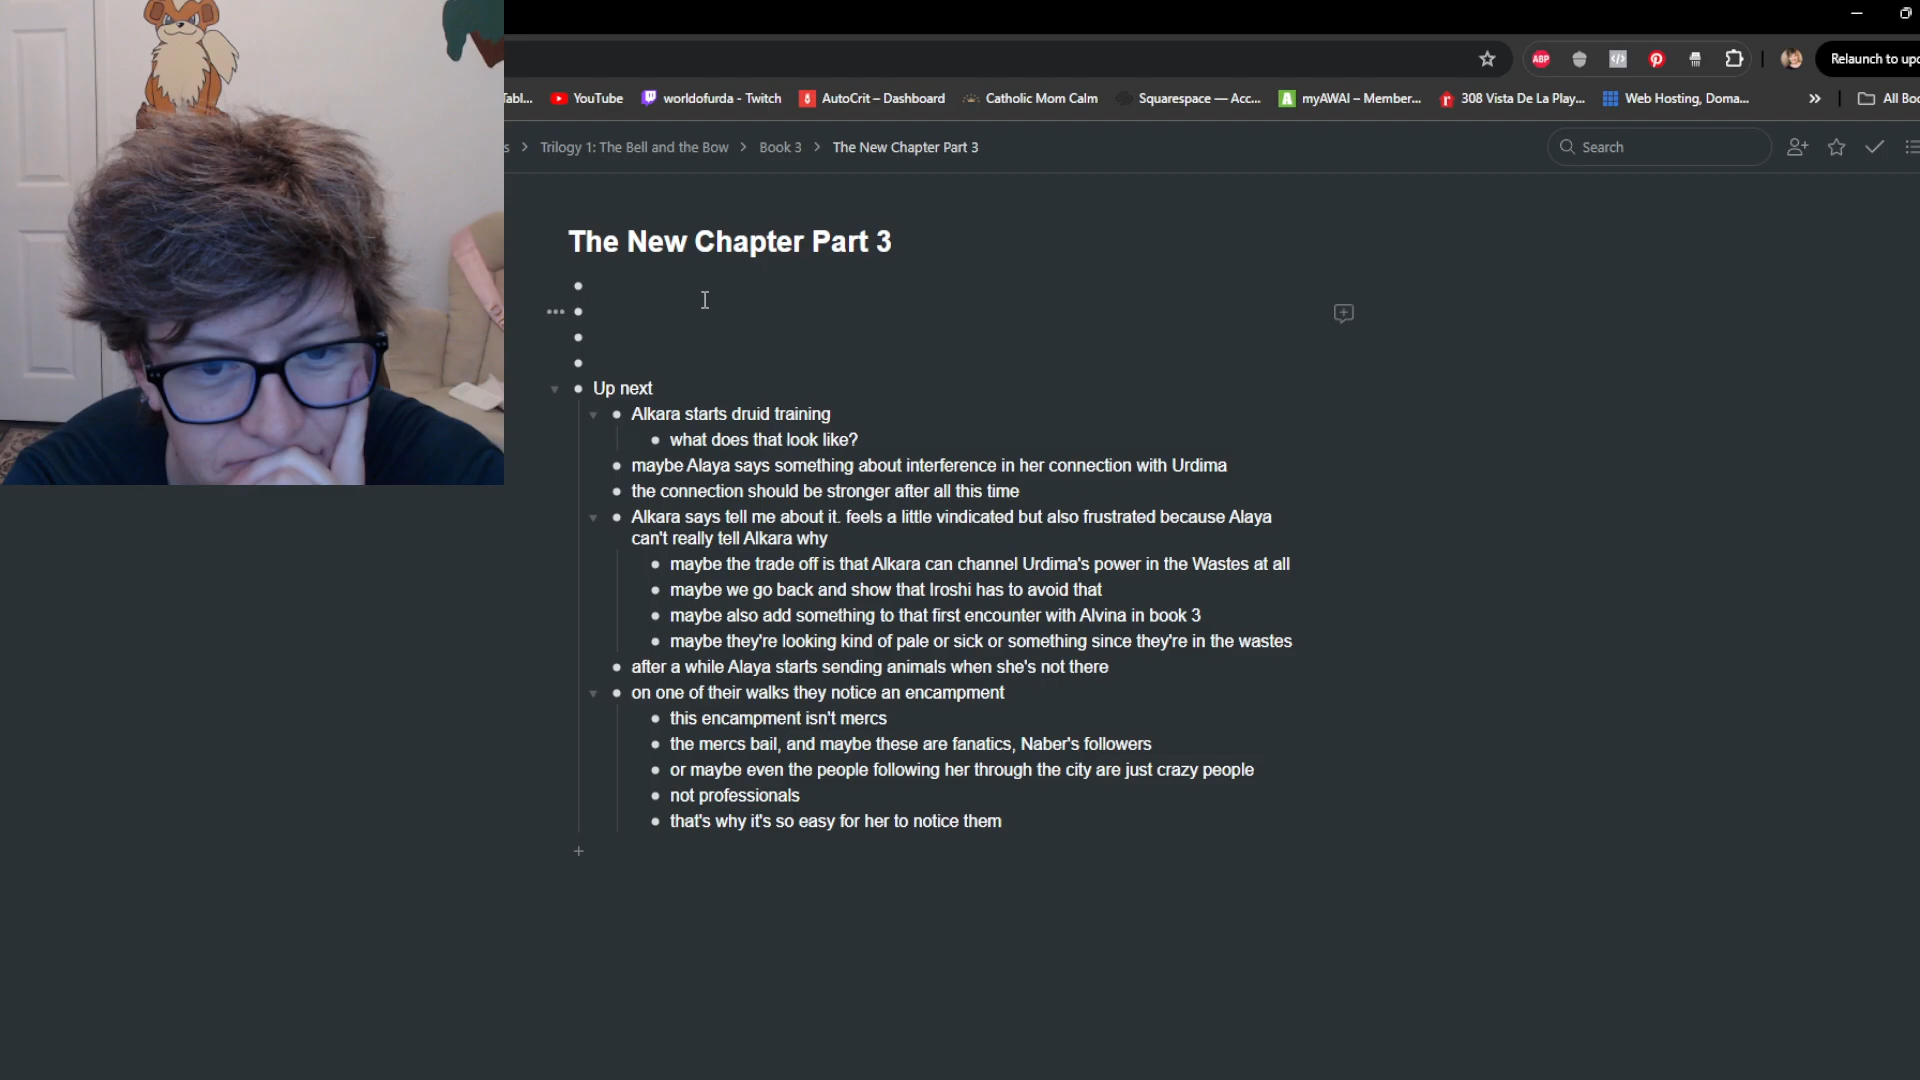 Relaunch to upd
Tabl...
YouTube
worldofurda - Twitch
AutoCrit – Dashboard
Catholic Mom Calm
Squarespace — Acc...
myAWAI – Member...
308 Vista De La Play...
Web Hosting, Doma...
All Boo
ABP
s > Trilogy 1: The Bell and the Bow > Book 3 > The New Chapter Part 3
Search
The New Chapter Part 3
Up next
Alkara starts druid training
what does that look like?
maybe Alaya says something about interference in her connection with Urdima
the connection should be stronger after all this time
Alkara says tell me about it. feels a little vindicated but also frustrated because Alaya
can't really tell Alkara why
maybe the trade off is that Alkara can channel Urdima's power in the Wastes at all
maybe we go back and show that Iroshi has to avoid that
maybe also add something to that first encounter with Alvina in book 3
maybe they're looking kind of pale or sick or something since they're in the wastes
after a while Alaya starts sending animals when she's not there
on one of their walks they notice an encampment
this encampment isn't mercs
the mercs bail, and maybe these are fanatics, Naber's followers
or maybe even the people following her through the city are just crazy people
not professionals
that's why it's so easy for her to notice them